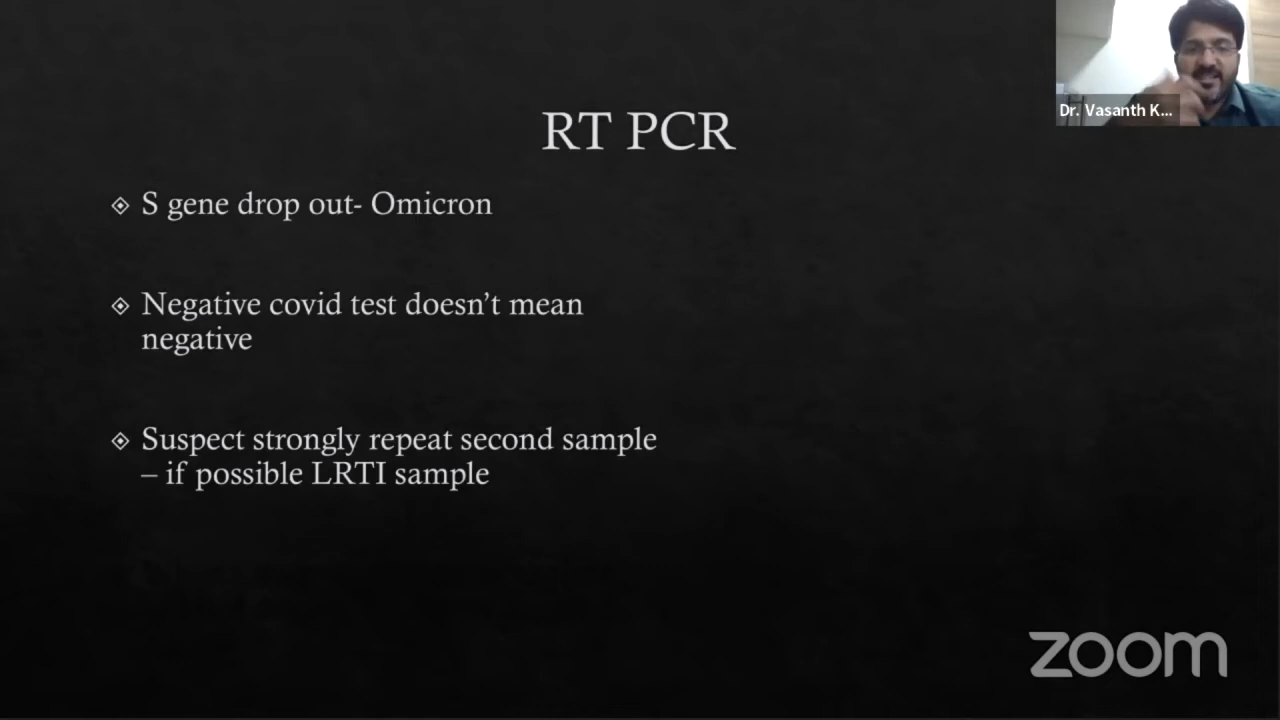 Dr. Vasanth K...
RT PCR
S gene drop out- Omicron
Negative covid test doesn’t mean
negative
Suspect strongly repeat second sample
– if possible LRTI sample
zoom